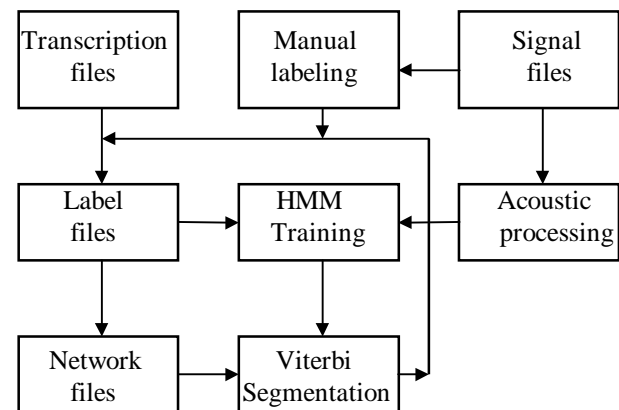 Transcription
files
Manual
labeling
Signal
files
Label
files
HMM
Training
Acoustic
processing
Network
files
Viterbi
Segmentation